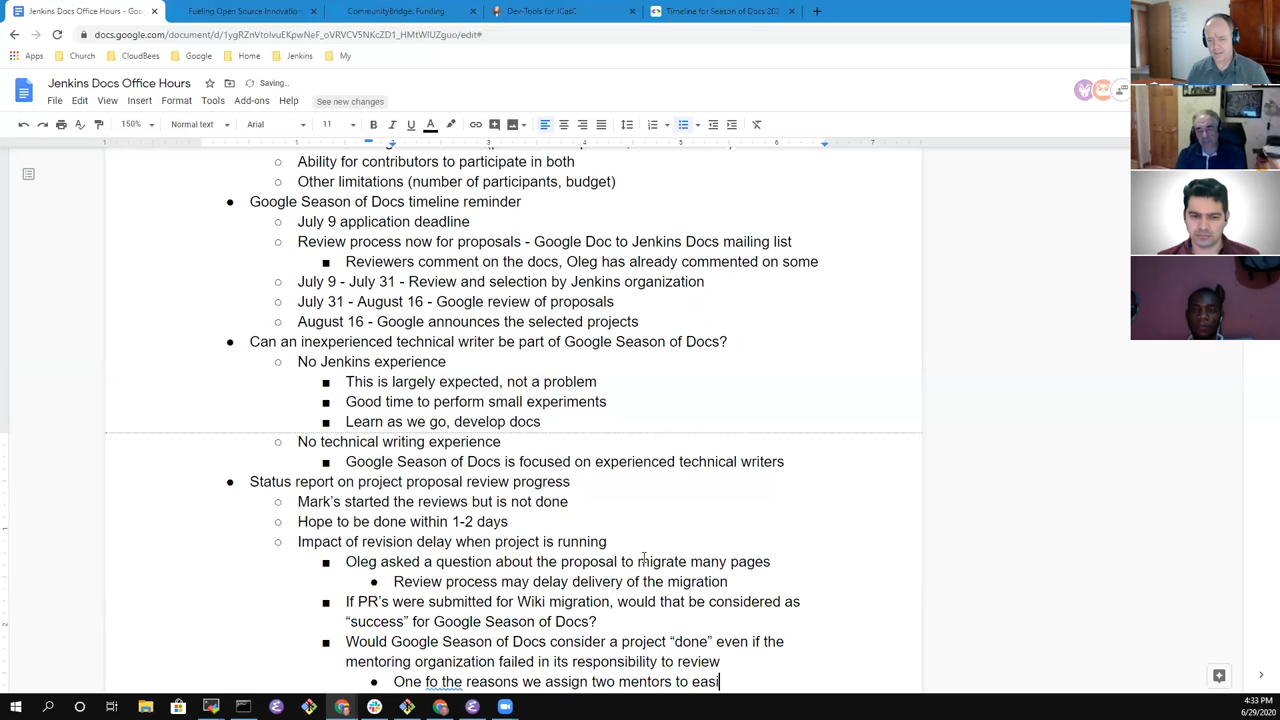 Jenkins Docs Office Hours - Goo
Fueling Open Source Innovation
CommunityBridge: Funding
Dev-Tools for JCasC
Timeline for Season of Docs 202
docs.google.com/document/d/
Apps Church CloudBees Google Home Jenkins My
Jenkins Docs Office Hours Saving...
File Edit View Insert Format Tools Add-ons Help See new changes
150% Normal text Arial 11 B I U A
1 1 2 3 4 5 6 7
Ability for contributors to participate in both
Other limitations (number of participants, budget)
Google Season of Docs timeline reminder
July 9 application deadline
Review process now for proposals - Google Doc to Jenkins Docs mailing list
Reviewers comment on the docs, Oleg has already commented on some
July 9 - July 31 - Review and selection by Jenkins organization
July 31 - August 16 - Google review of proposals
August 16 - Google announces the selected projects
Can an inexperienced technical writer be part of Google Season of Docs?
No Jenkins experience
This is largely expected, not a problem
Good time to perform small experiments
Learn as we go, develop docs
No technical writing experience
Google Season of Docs is focused on experienced technical writers
Status report on project proposal review progress
Mark's started the reviews but is not done
Hope to be done within 1-2 days
Impact of revision delay when project is running
Oleg asked a question about the proposal to migrate many pages
Review process may delay delivery of the migration
If PR's were submitted for Wiki migration, would that be considered as
“success” for Google Season of Docs?
Would Google Season of Docs consider a project “done” even if the
mentoring organization failed in its responsibility to review
One fo the reasons we assign two mentors to easi
4:33 PM
6/29/2020